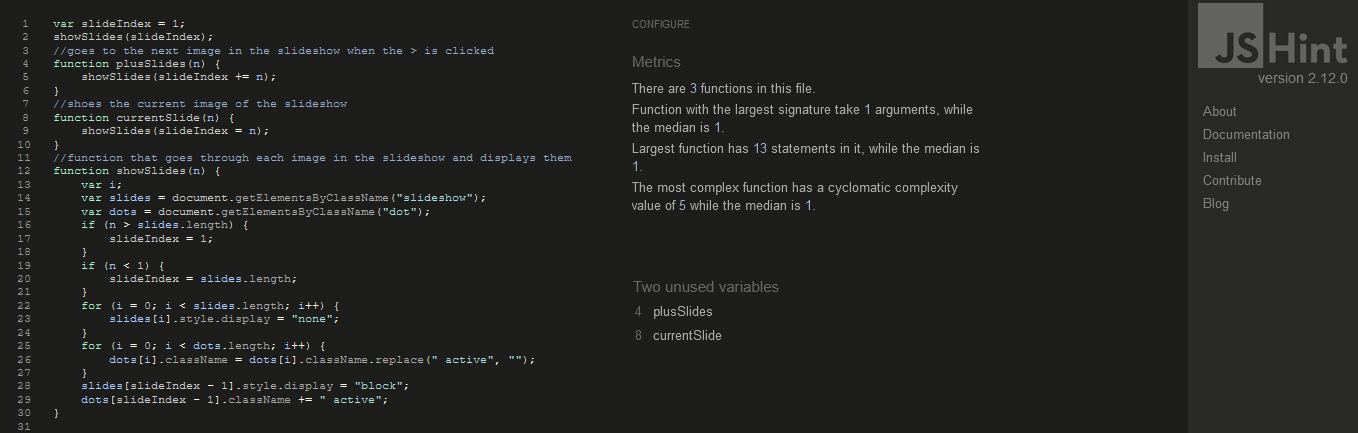 1 var slideIndex = 1;
2 showSlides(slideIndex);
3 //goes to the next image in the slideshow when the > is clicked
4 function plusSlides(n) {
5     showSlides(slideIndex += n);
6 }
7 //shoes the current image of the slideshow
8 function currentSlide(n) {
9     showSlides(slideIndex = n);
10 }
11 //function that goes through each image in the slideshow and displays them
12 function showSlides(n) {
13     var i;
14     var slides = document.getElementsByClassName("slideshow");
15     var dots = document.getElementsByClassName("dot");
16     if (n > slides.length) {
17         slideIndex = 1;
18     }
19     if (n < 1) {
20         slideIndex = slides.length;
21     }
22     for (i = 0; i < slides.length; i++) {
23         slides[i].style.display = "none";
24     }
25     for (i = 0; i < dots.length; i++) {
26         dots[i].className = dots[i].className.replace(" active", "");
27     }
28     slides[slideIndex - 1].style.display = "block";
29     dots[slideIndex - 1].className += " active";
30 }
31
CONFIGURE
Metrics
There are 3 functions in this file.
Function with the largest signature take 1 arguments, while
the median is 1.
Largest function has 13 statements in it, while the median is
1.
The most complex function has a cyclomatic complexity
value of 5 while the median is 1.
Two unused variables
4 plusSlides
8 currentSlide
JSHint
version 2.12.0
About
Documentation
Install
Contribute
Blog